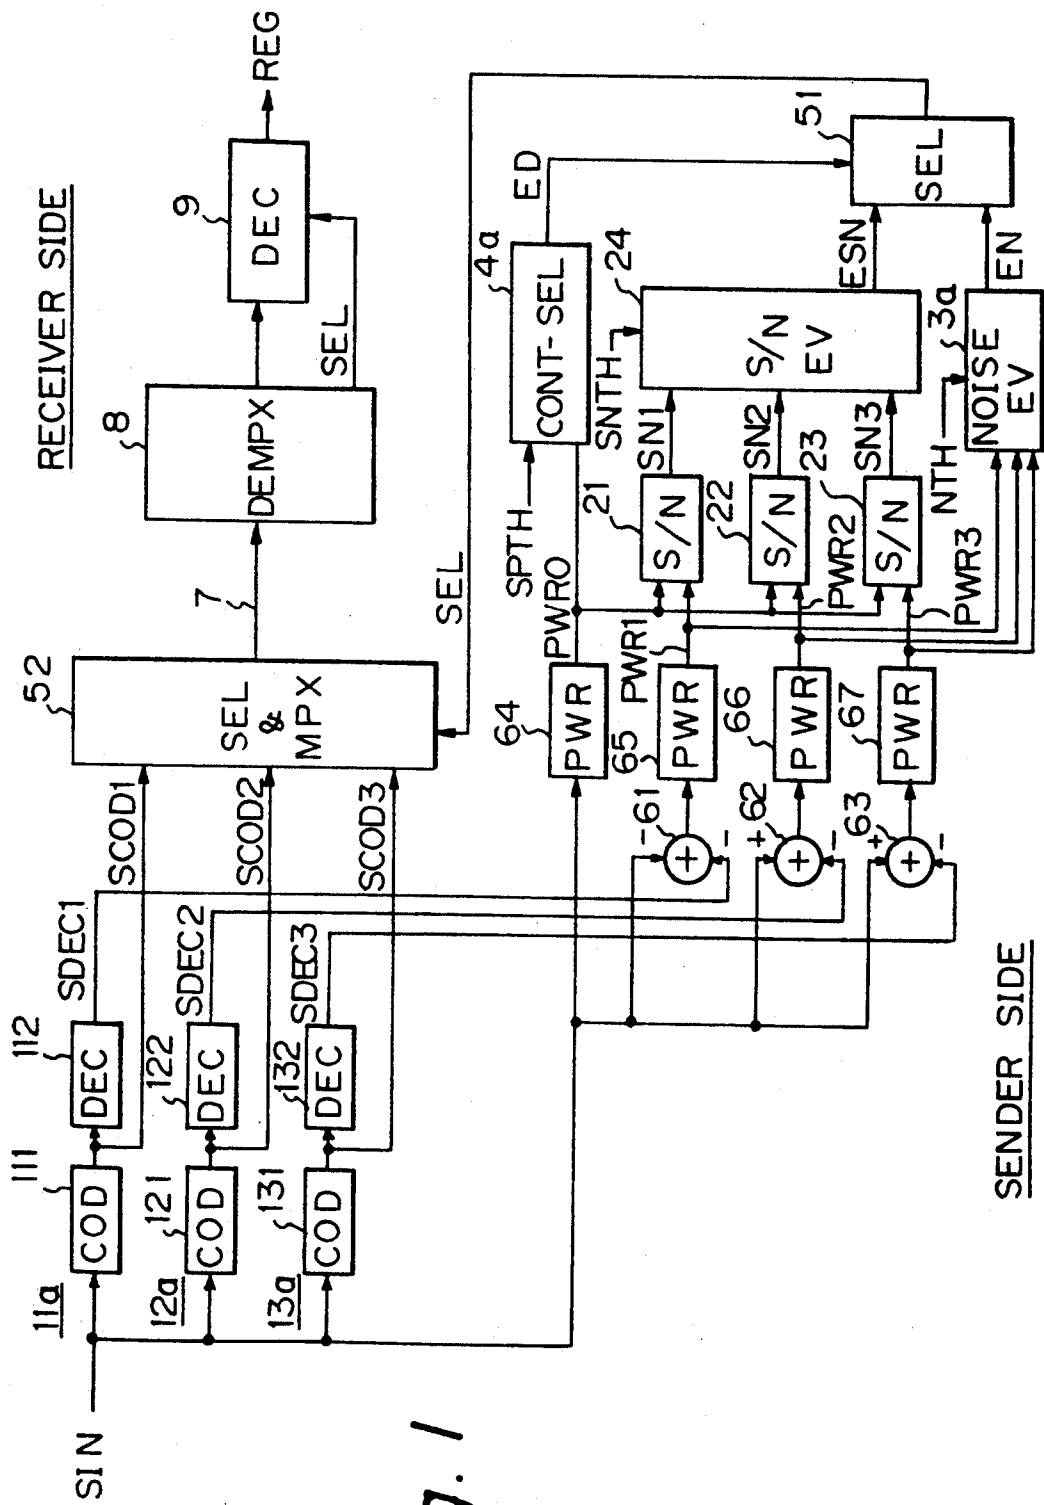 RECEIVER SIDE
SIN
11a
111
COD
112
DEC
SDEC1
SCOD1
12a
121
COD
122
DEC
SDEC2
SCOD2
13a
131
COD
132
DEC
SDEC3
SCOD3
52
SEL
&
MPX
7
8
DEMPX
SEL
9
DEC
REG
SEL
64
PWR
PWR0
SPTH
4a
CONT-SEL
ED
- 61
+
-
65
PWR
PWR1
21
S/N
SN1
SNTH
24
S/N
EV
ESN
51
SEL
+ 62
+
-
66
PWR
PWR2
22
S/N
SN2
+ 63
+
-
67
PWR
PWR3
23
S/N
SN3
NTH
3a
NOISE
EV
EN
SENDER SIDE
g. 1